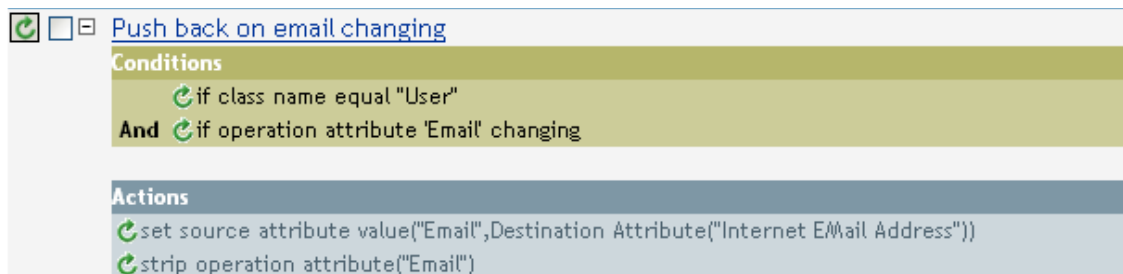 Push back on email changing
Conditions
if class name equal "User"
And if operation attribute 'Email' changing
Actions
set source attribute value("Email",Destination Attribute("Internet EMail Address"))
strip operation attribute("Email")